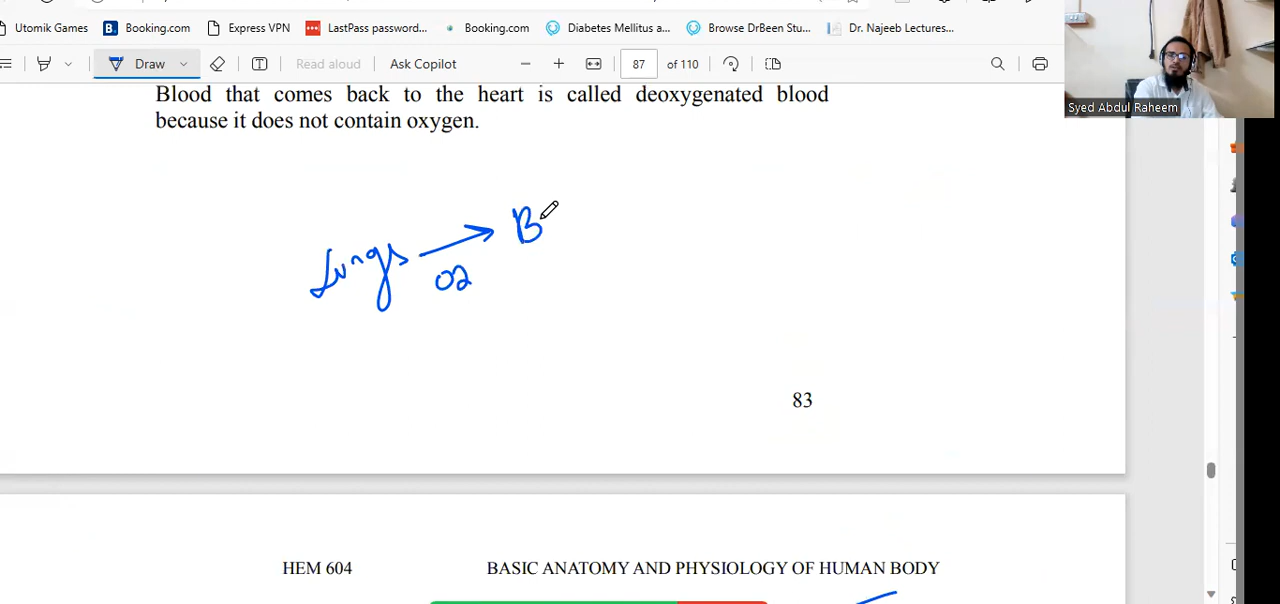 Utomik Games
Booking.com
Express VPN
LastPass password...
Booking.com
Diabetes Mellitus a...
Browse DrBeen Stu...
Dr. Najeeb Lectures...
Draw
Read aloud
Ask Copilot
87
of 110
Syed Abdul Raheem
Blood that comes back to the heart is called deoxygenated blood
because it does not contain oxygen.
Lungs → B
O2
83
HEM 604
BASIC ANATOMY AND PHYSIOLOGY OF HUMAN BODY